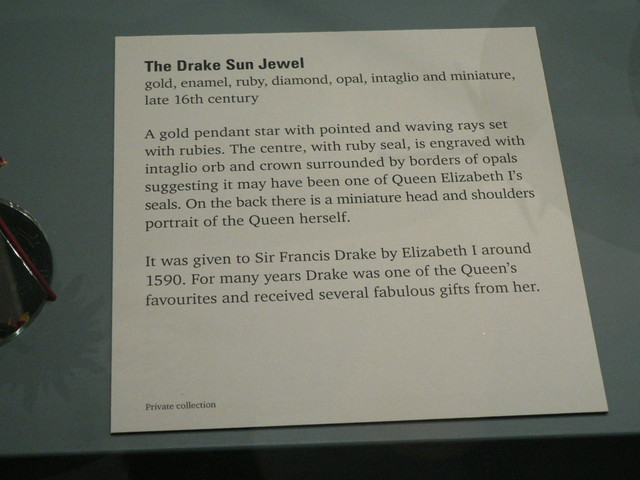 The Drake Sun Jewel
gold, enamel, ruby, diamond, opal, intaglio and miniature,
late 16th century
A gold pendant star with pointed and waving rays set
with rubies. The centre, with ruby seal, is engraved with
intaglio orb and crown surrounded by borders of opals
suggesting it may have been one of Queen Elizabeth I's
seals. On the back there is a miniature head and shoulders
portrait of the Queen herself.
It was given to Sir Francis Drake by Elizabeth I around
1590. For many years Drake was one of the Queen's
favourites and received several fabulous gifts from her.
Private collection